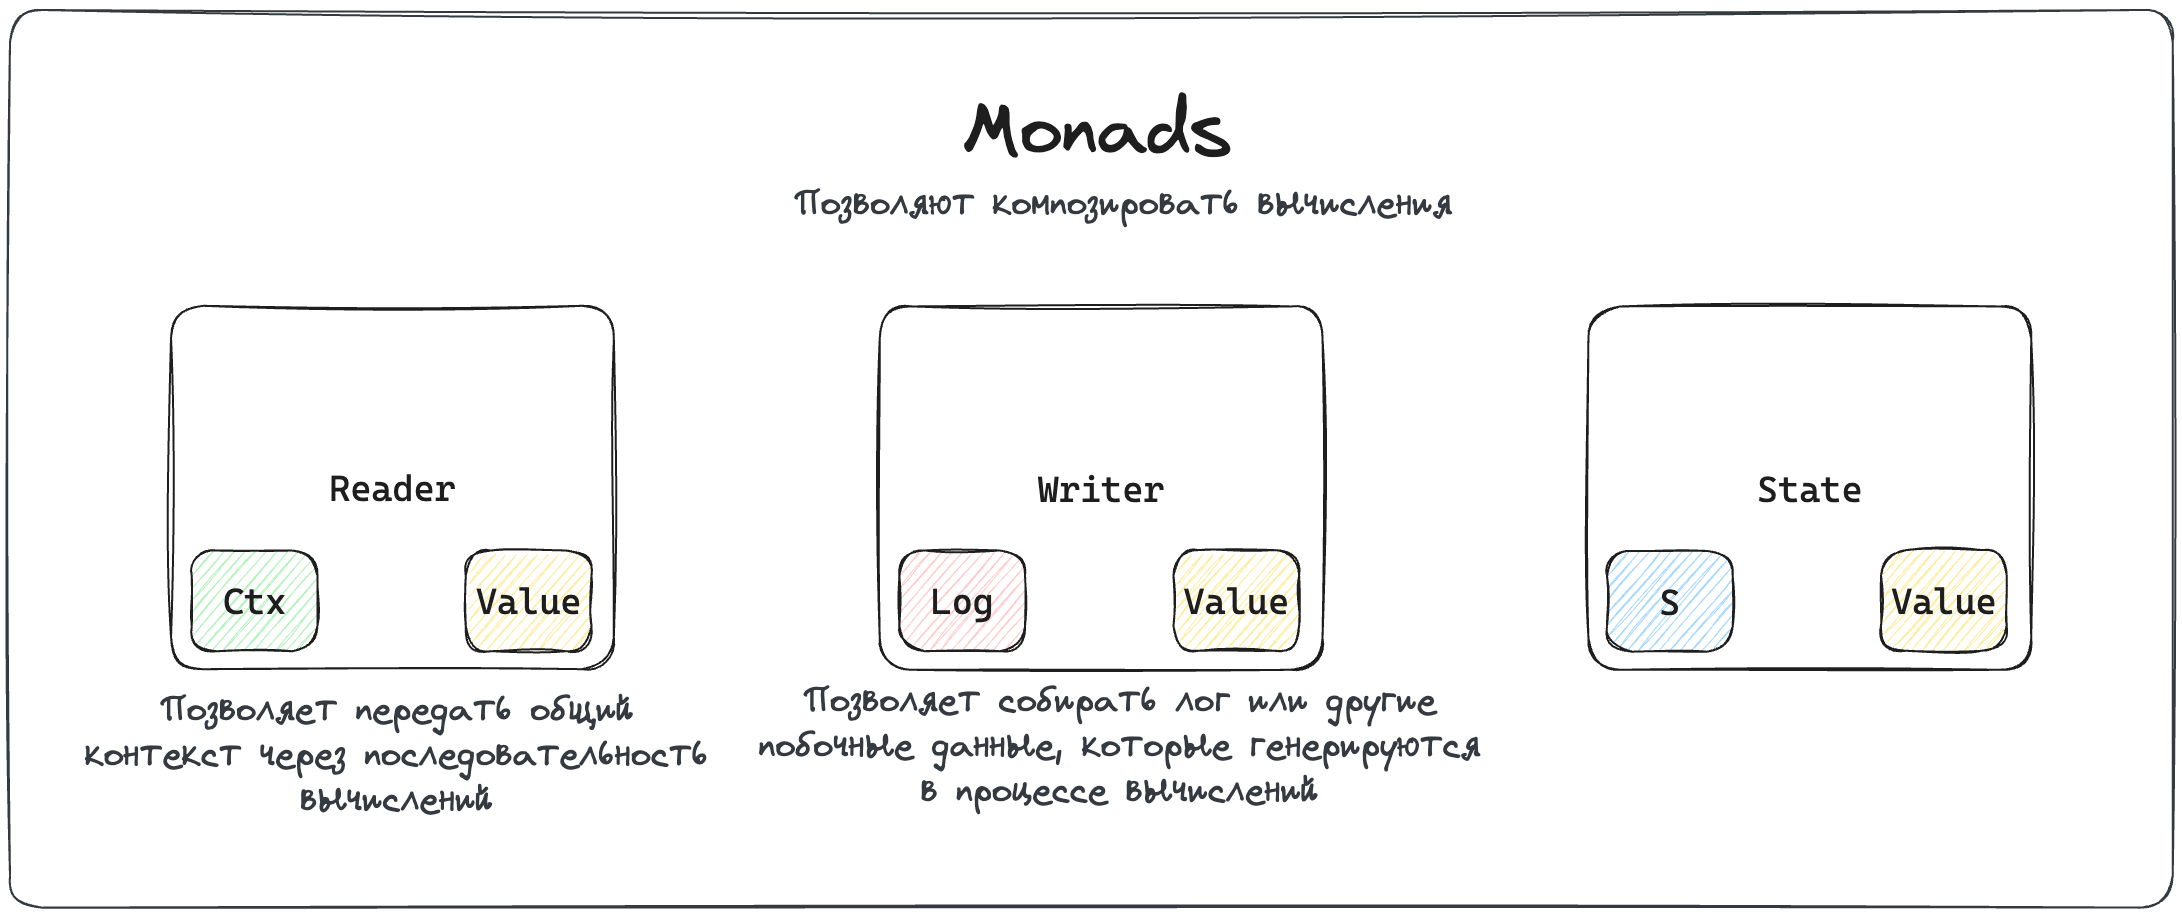 Monads
Позволяют композировать вычисления
Reader
Ctx
Value
Позволяет передать общий
контекст через последовательность
вычислений
Writer
Log
Value
Позволяет собирать лог или другие
побочные данные, которые генерируются
в процессе вычислений
State
S
Value